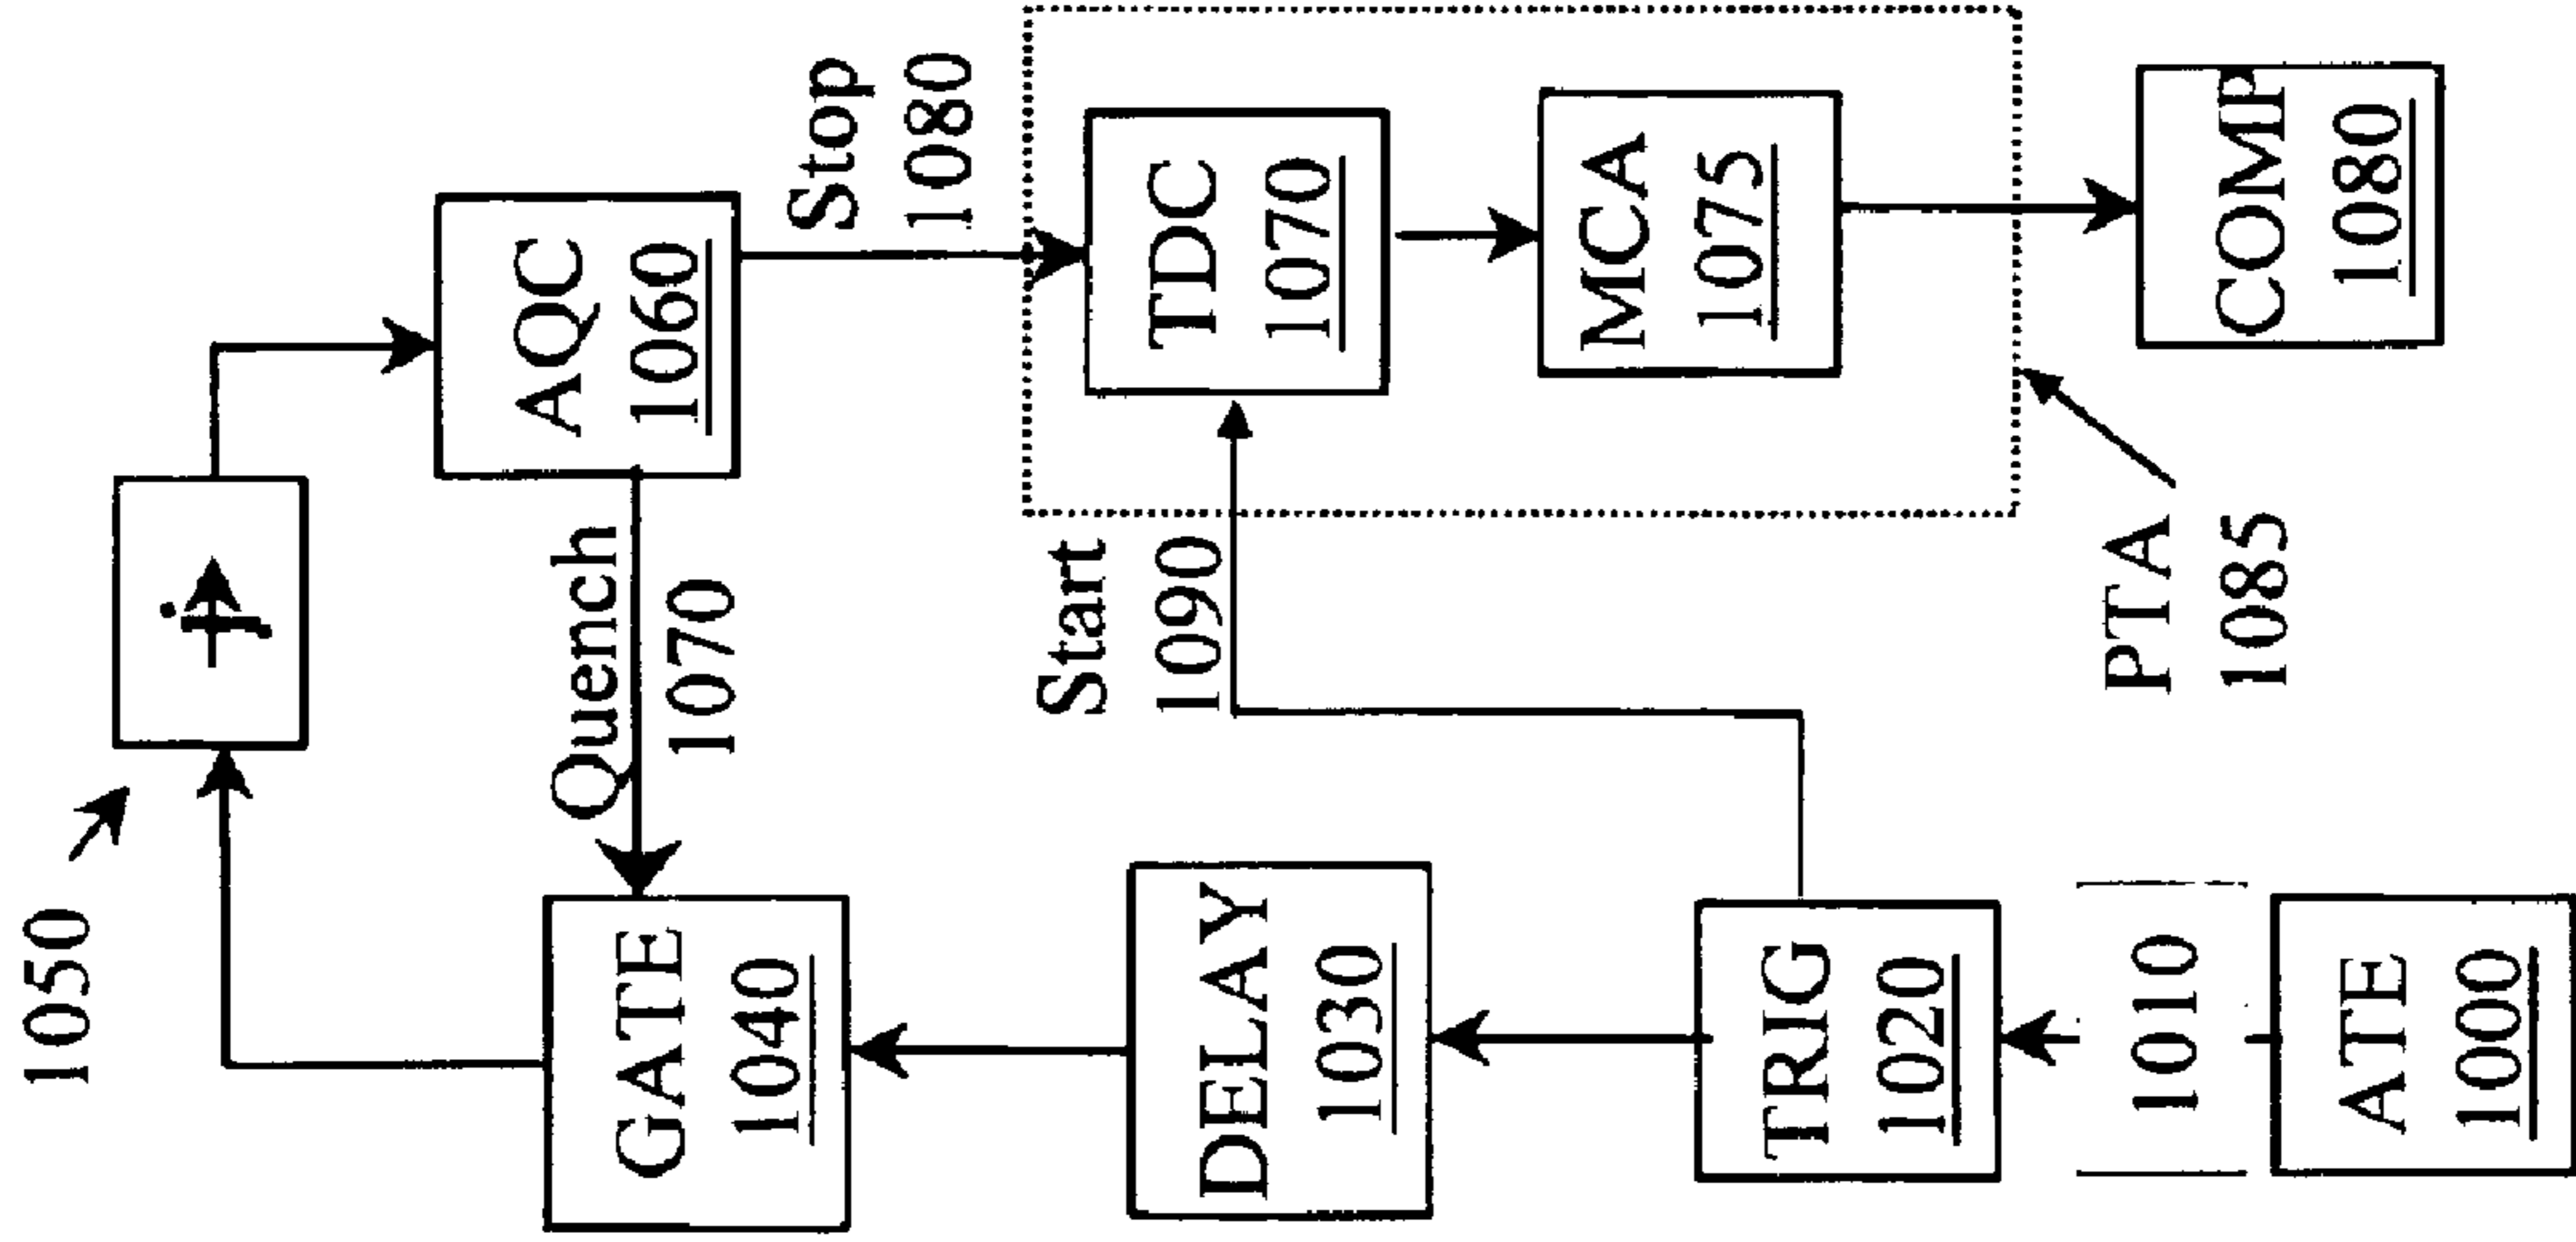 1050
GATE
1040
Quench
1070
AQC
1060
Stop
1080
DELAY
1030
Start
1090
TDC
1070
MCA
1075
TRIG
1020
1010
ATE
1000
PTA
1085
COMP
1080